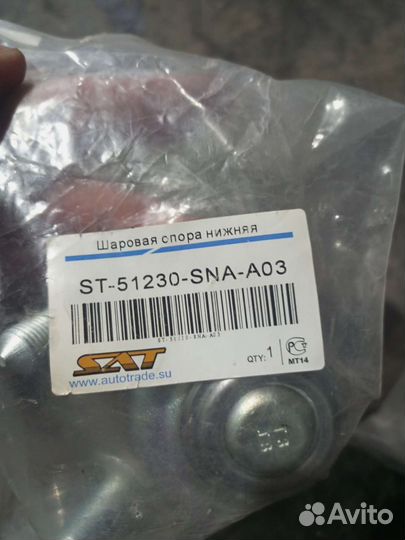 Шаровая спора нижняя
ST-51230-SNA-A03
ST-51230-SNA-A03
SAT
www.autotrade.su
QTY: 1
РСТ
MT14
Avito